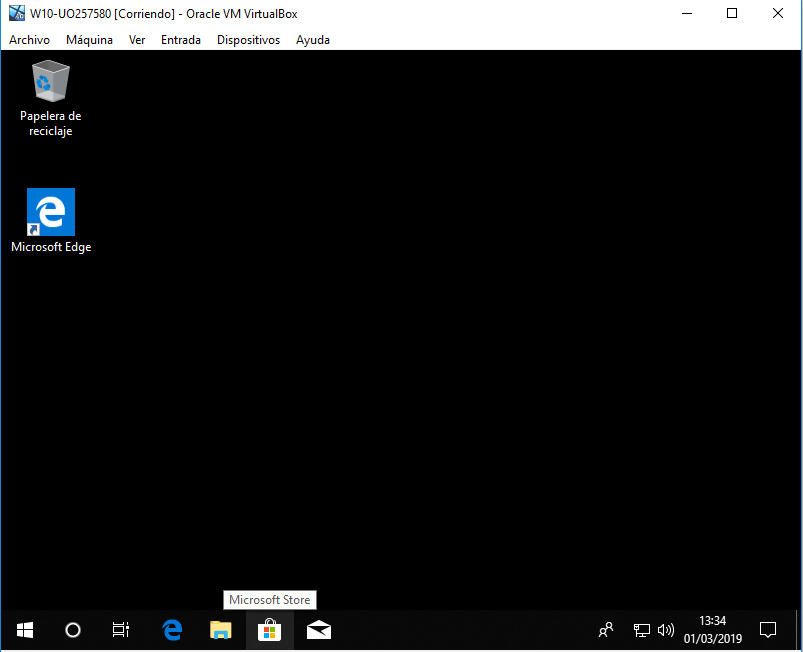 W10-UO257580 [Corriendo] - Oracle VM VirtualBox
Archivo Máquina Ver Entrada Dispositivos Ayuda
Papelera de
reciclaje
Microsoft Edge
Microsoft Store
13:34
01/03/2019